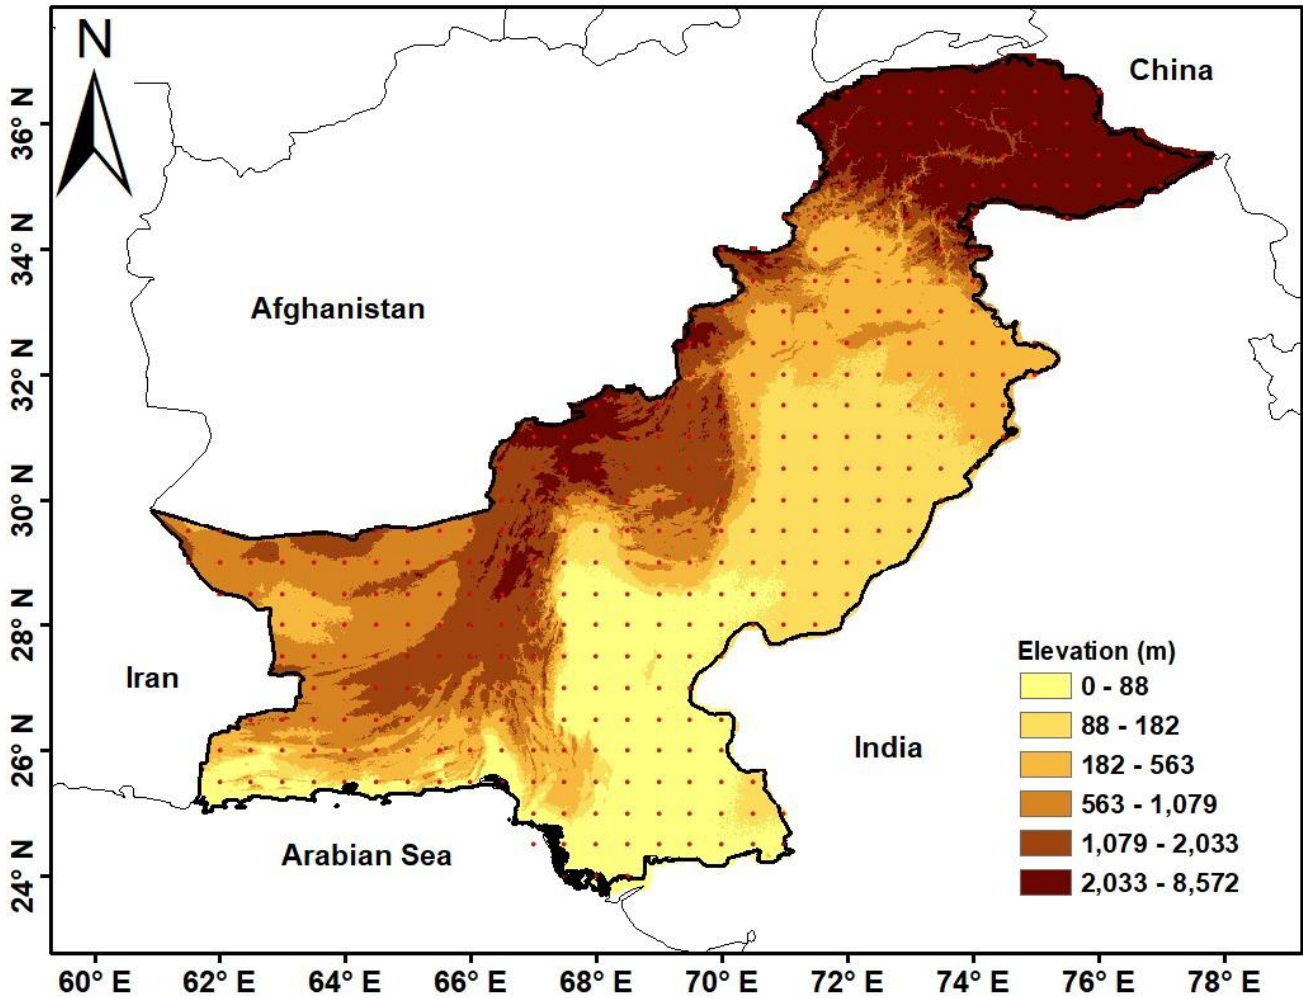 N
China
Afghanistan
Iran
India
Arabian Sea
Elevation (m)
0 - 88
88 - 182
182 - 563
563 - 1,079
1,079 - 2,033
2,033 - 8,572
36° N
34° N
32° N
30° N
28° N
26° N
24° N
60° E 62° E 64° E 66° E 68° E 70° E 72° E 74° E 76° E 78° E